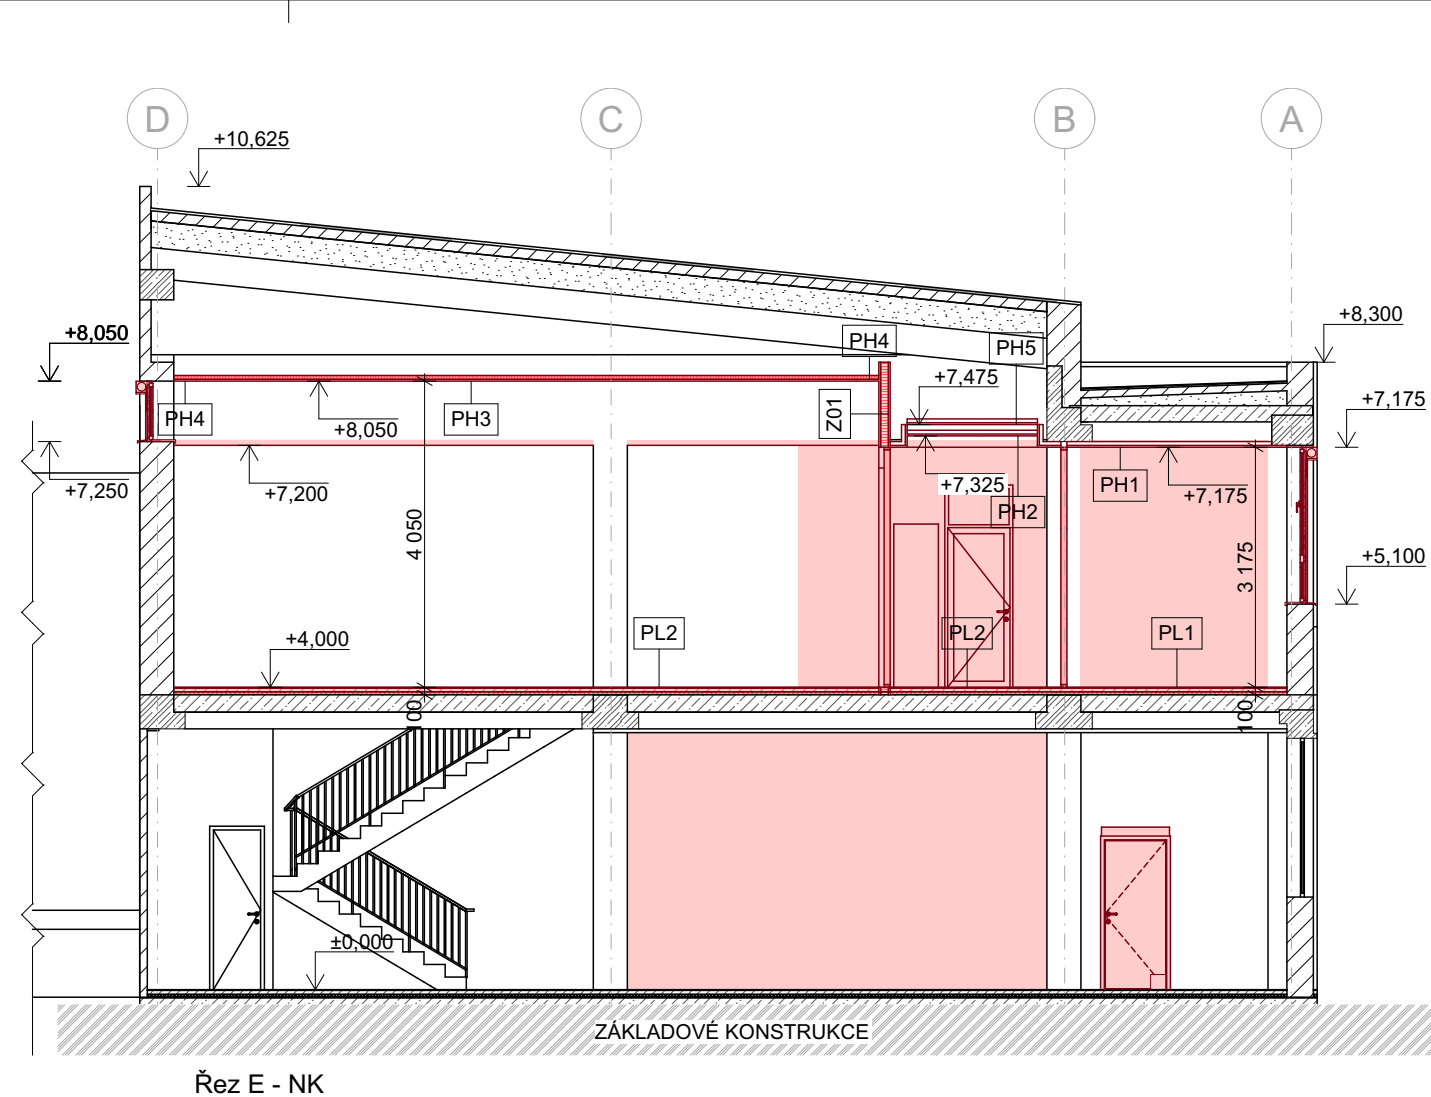 D
C
B
A
+10,625
+8,300
+8,050
PH4
PH5
+7,475
+7,175
PH4
PH3
Z01
+8,050
+7,250
+7,200
+7,325
PH1
+7,175
PH2
4 050
3 175
+5,100
+4,000
PL2
PL2
PL1
100
100
±0,000
ZÁKLADOVÉ KONSTRUKCE
Řez E - NK